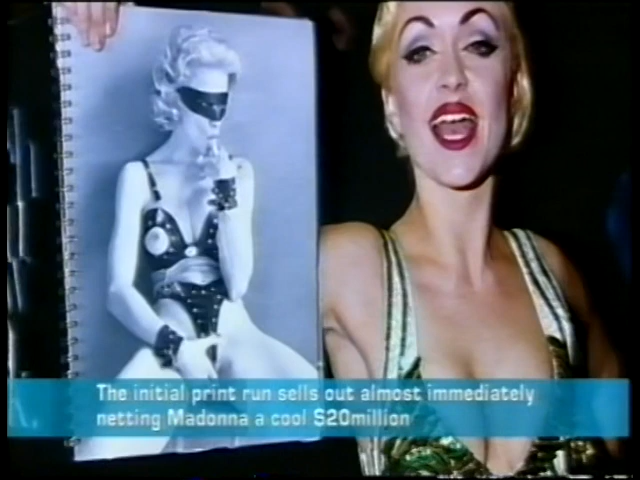 The initial print run sells out almost immediately
netting Madonna a cool $20million